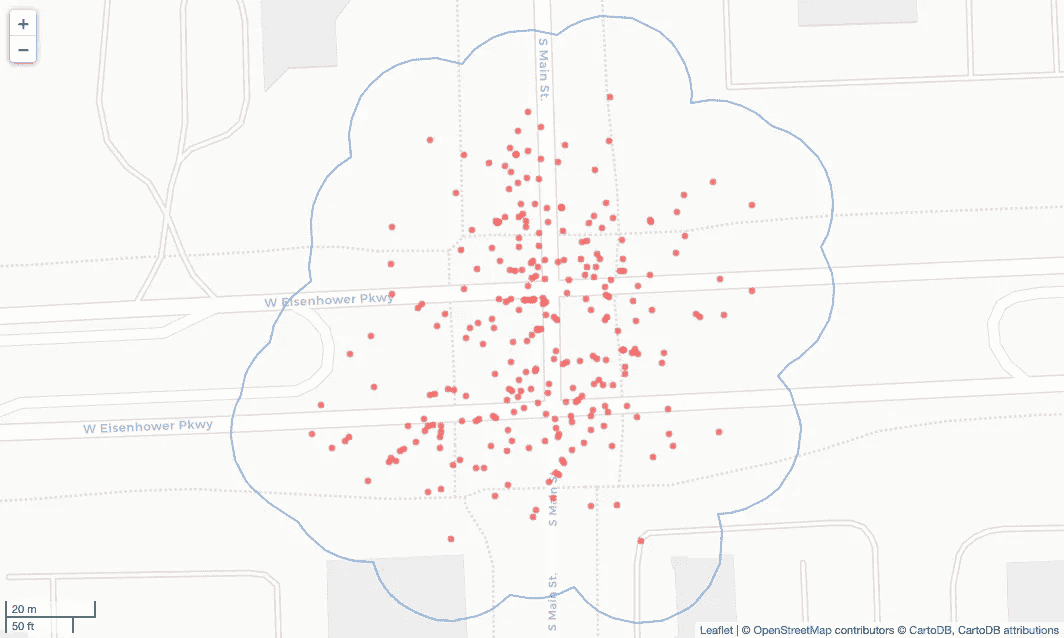 +
−
S Main St.
W Eisenhower Pkwy
W Eisenhower Pkwy
S Main St.
S Main St.
20 m
50 ft
Leaflet | © OpenStreetMap contributors © CartoDB, CartoDB attributions